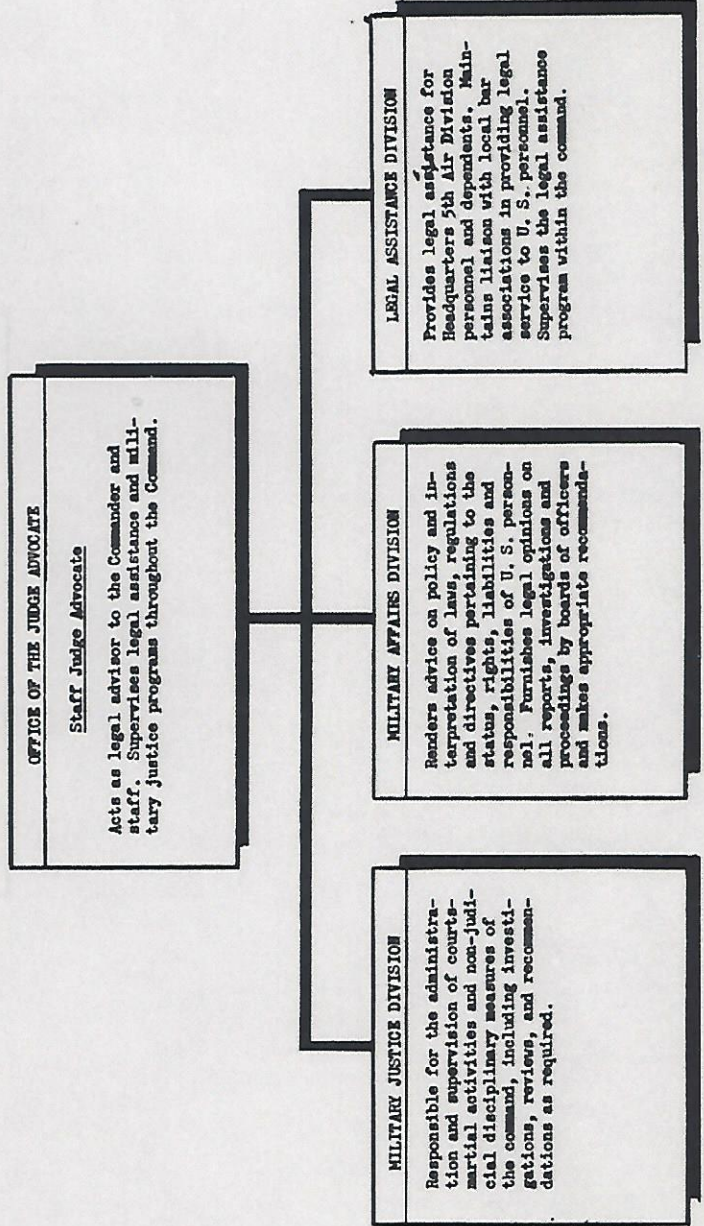 OFFICE OF THE JUDGE ADVOCATE
Staff Judge Advocate
Acts as legal advisor to the Commander and
staff. Supervises legal assistance and mili-
tary justice programs throughout the Command.
MILITARY JUSTICE DIVISION
Responsible for the administra-
tion and supervision of courts-
martial activities and non-judi-
cial disciplinary measures of
the command, including investi-
gations, reviews, and recommen-
dations as required.
MILITARY AFFAIRS DIVISION
Renders advice on policy and in-
terpretation of laws, regulations
and directives pertaining to the
status, rights, liabilities and
responsibilities of U. S. person-
nel. Furnishes legal opinions on
all reports, investigations and
proceedings by boards of officers
and makes appropriate recommenda-
tions.
LEGAL ASSISTANCE DIVISION
Provides legal assistance for
Headquarters 5th Air Division
personnel and dependents. Main-
tains liaison with local bar
associations in providing legal
service to U. S. personnel.
Supervises the legal assistance
program within the command.